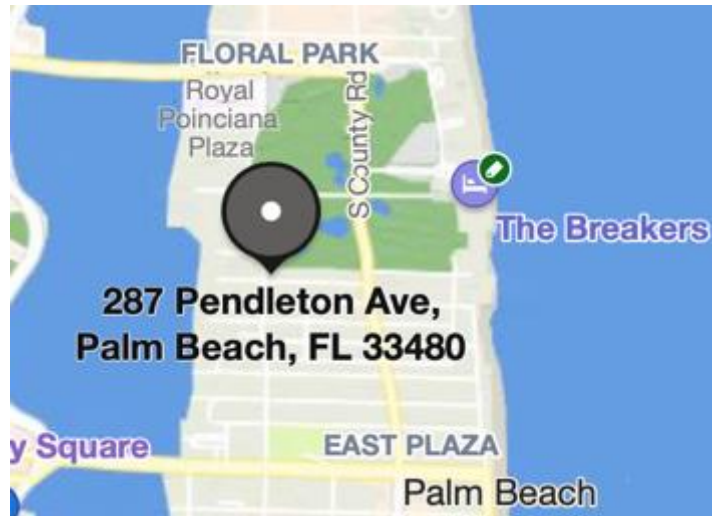 FLORAL PARK
Royal
Poinciana
Plaza
S County Rd
The Breakers
287 Pendleton Ave,
Palm Beach, FL 33480
y Square
EAST PLAZA
Palm Beach